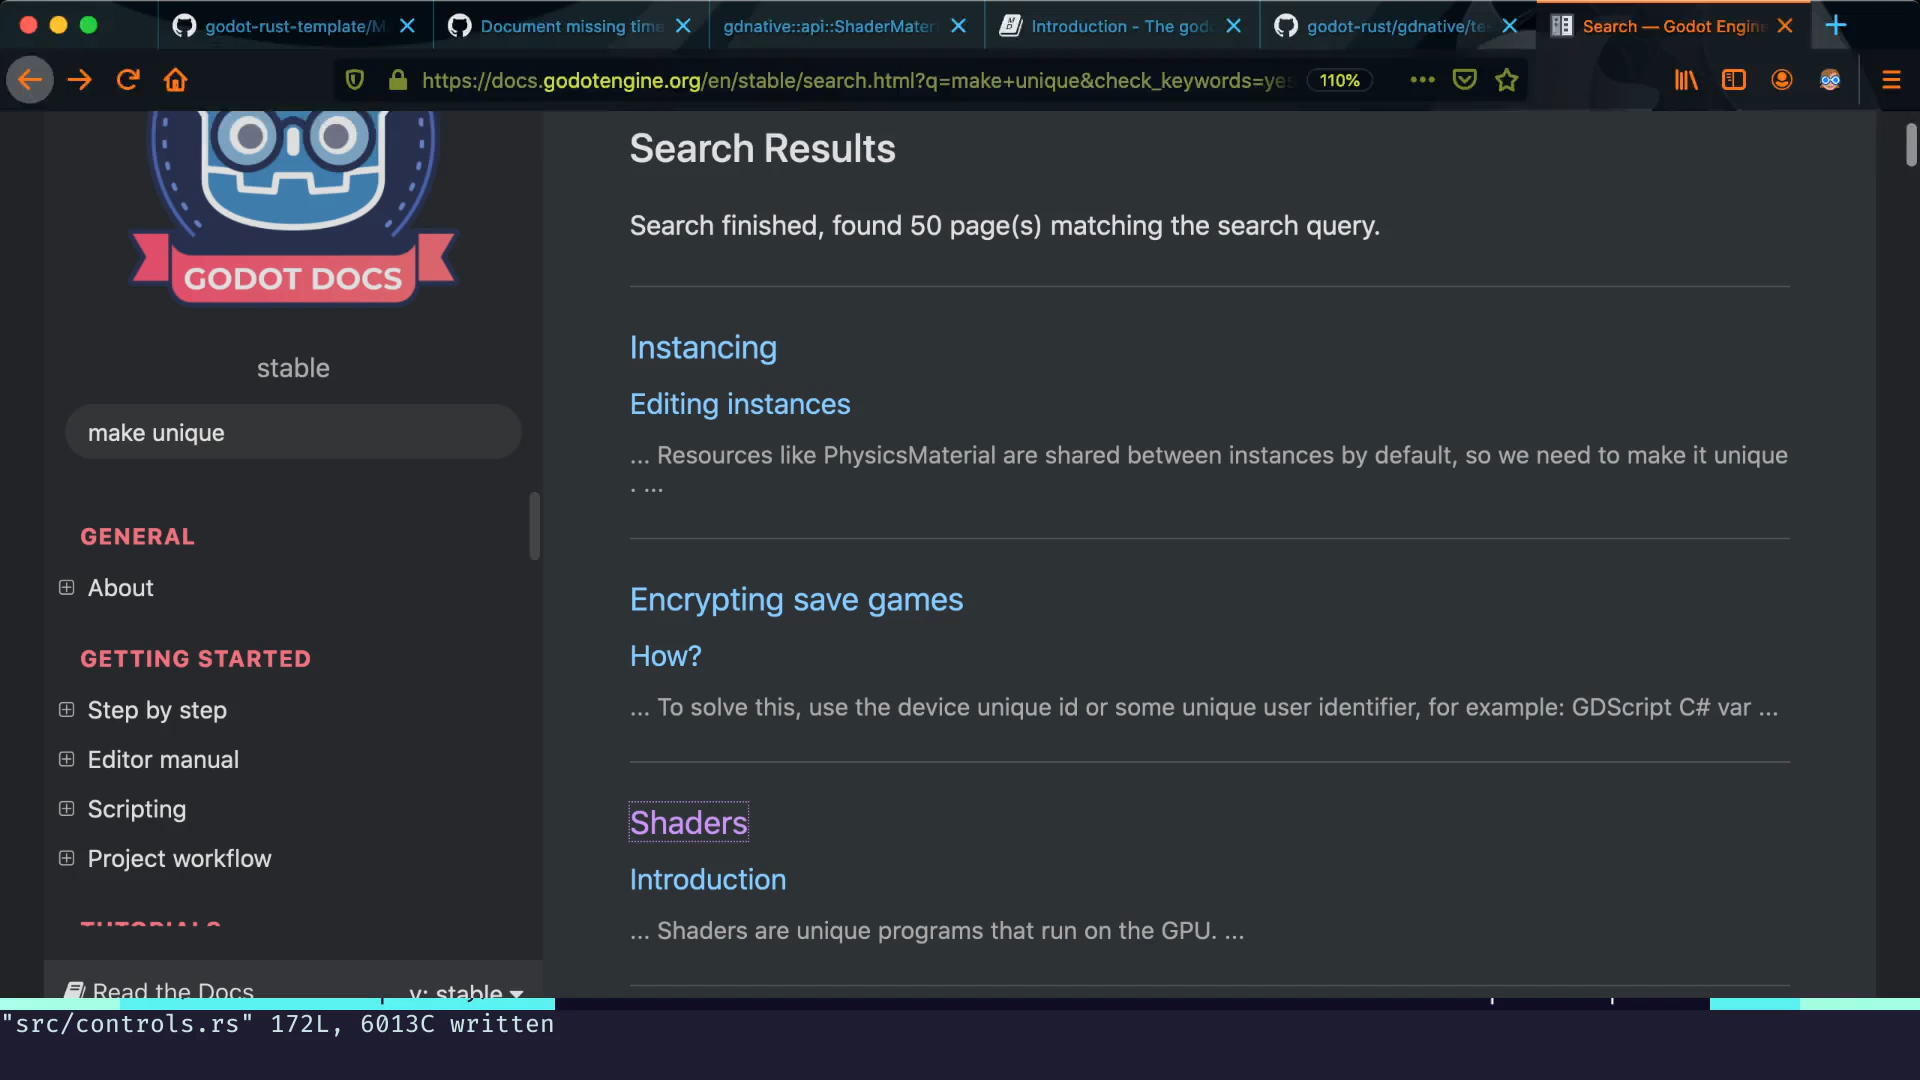 godot-rust-template/M
Document missing time
gdnative::api::ShaderMater
Introduction - The god
godot-rust/gdnative/te
Search — Godot Engin
https://docs.godotengine.org/en/stable/search.html?q=make+unique&check_keywords=yes
110%
GODOT DOCS
stable
make unique
GENERAL
About
GETTING STARTED
Step by step
Editor manual
Scripting
Project workflow
TUTORIALS
Read the Docs
v: stable
Search Results
Search finished, found 50 page(s) matching the search query.
Instancing
Editing instances
... Resources like PhysicsMaterial are shared between instances by default, so we need to make it unique
. ...
Encrypting save games
How?
... To solve this, use the device unique id or some unique user identifier, for example: GDScript C# var ...
Shaders
Introduction
... Shaders are unique programs that run on the GPU. ...
"src/controls.rs" 172L, 6013C written